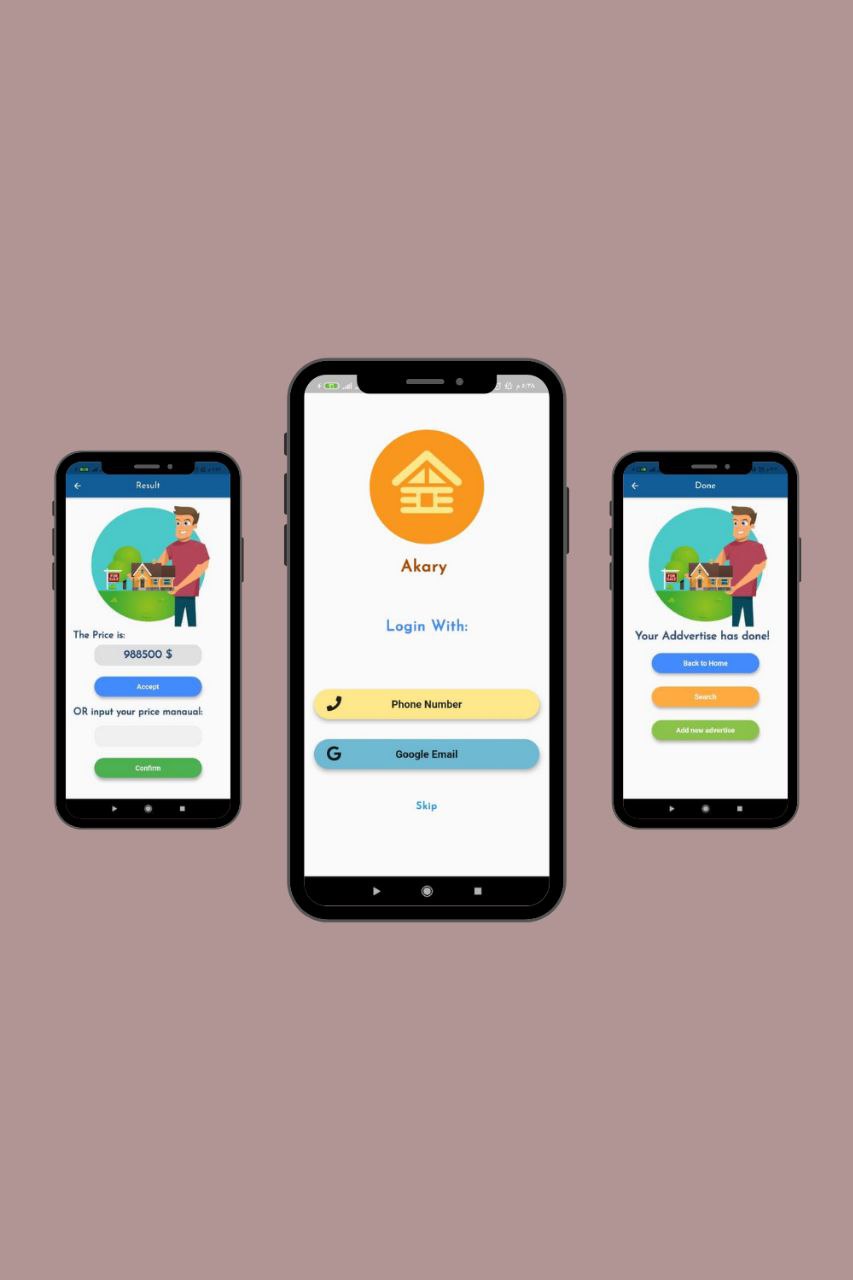 Result
The Price is:
988500 $
Accept
OR input your price manaual:
Confirm
Akary
Login With:
Phone Number
Google Email
Skip
Done
Your Addvertise has done!
Back to Home
Search
Add new advertise